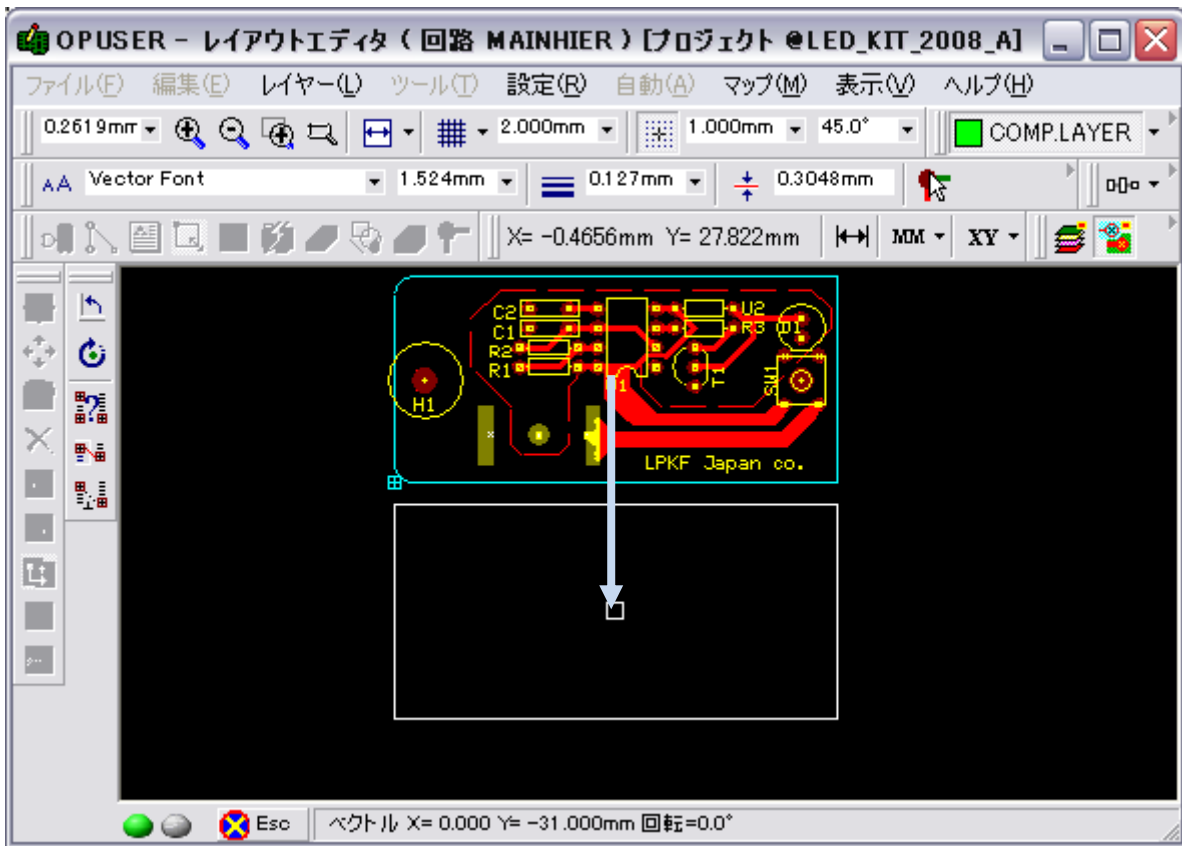 OPUSER - レイアウトエディタ ( 回路 MAINHIER ) [プロジェクト @LED_KIT_2008_A]
ファイル(F) 編集(E) レイヤー(L) ツール(T) 設定(R) 自動(A) マップ(M) 表示(V) ヘルプ(H)
0.2619mm 2.000mm 1.000mm 45.0° COMP.LAYER
AA Vector Font 1.524mm 0.127mm 0.3048mm
X= -0.4656mm Y= 27.822mm MM XY
C2 U2
C1 R3 D1
R2
R1 T1 SW1
H1
LPKF Japan co.
Esc ベクトル X= 0.000 Y= -31.000mm 回転=0.0°